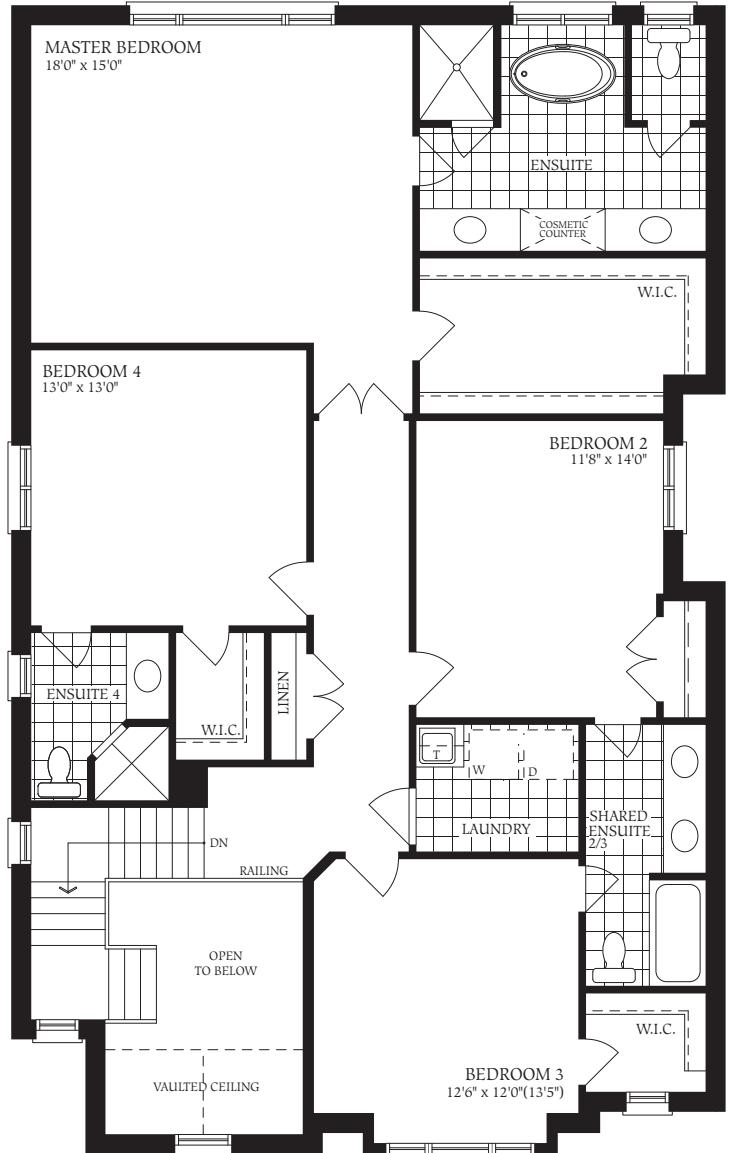 MASTER BEDROOM
18'0" x 15'0"
ENSUITE
COSMETIC
COUNTER
W.I.C.
BEDROOM 4
13'0" x 13'0"
BEDROOM 2
11'8" x 14'0"
ENSUITE 4
W.I.C.
LINEN
T
W
D
LAUNDRY
SHARED
ENSUITE
2/3
DN
RAILING
OPEN
TO BELOW
W.I.C.
BEDROOM 3
12'6" x 12'0"(13'5")
VAULTED CEILING